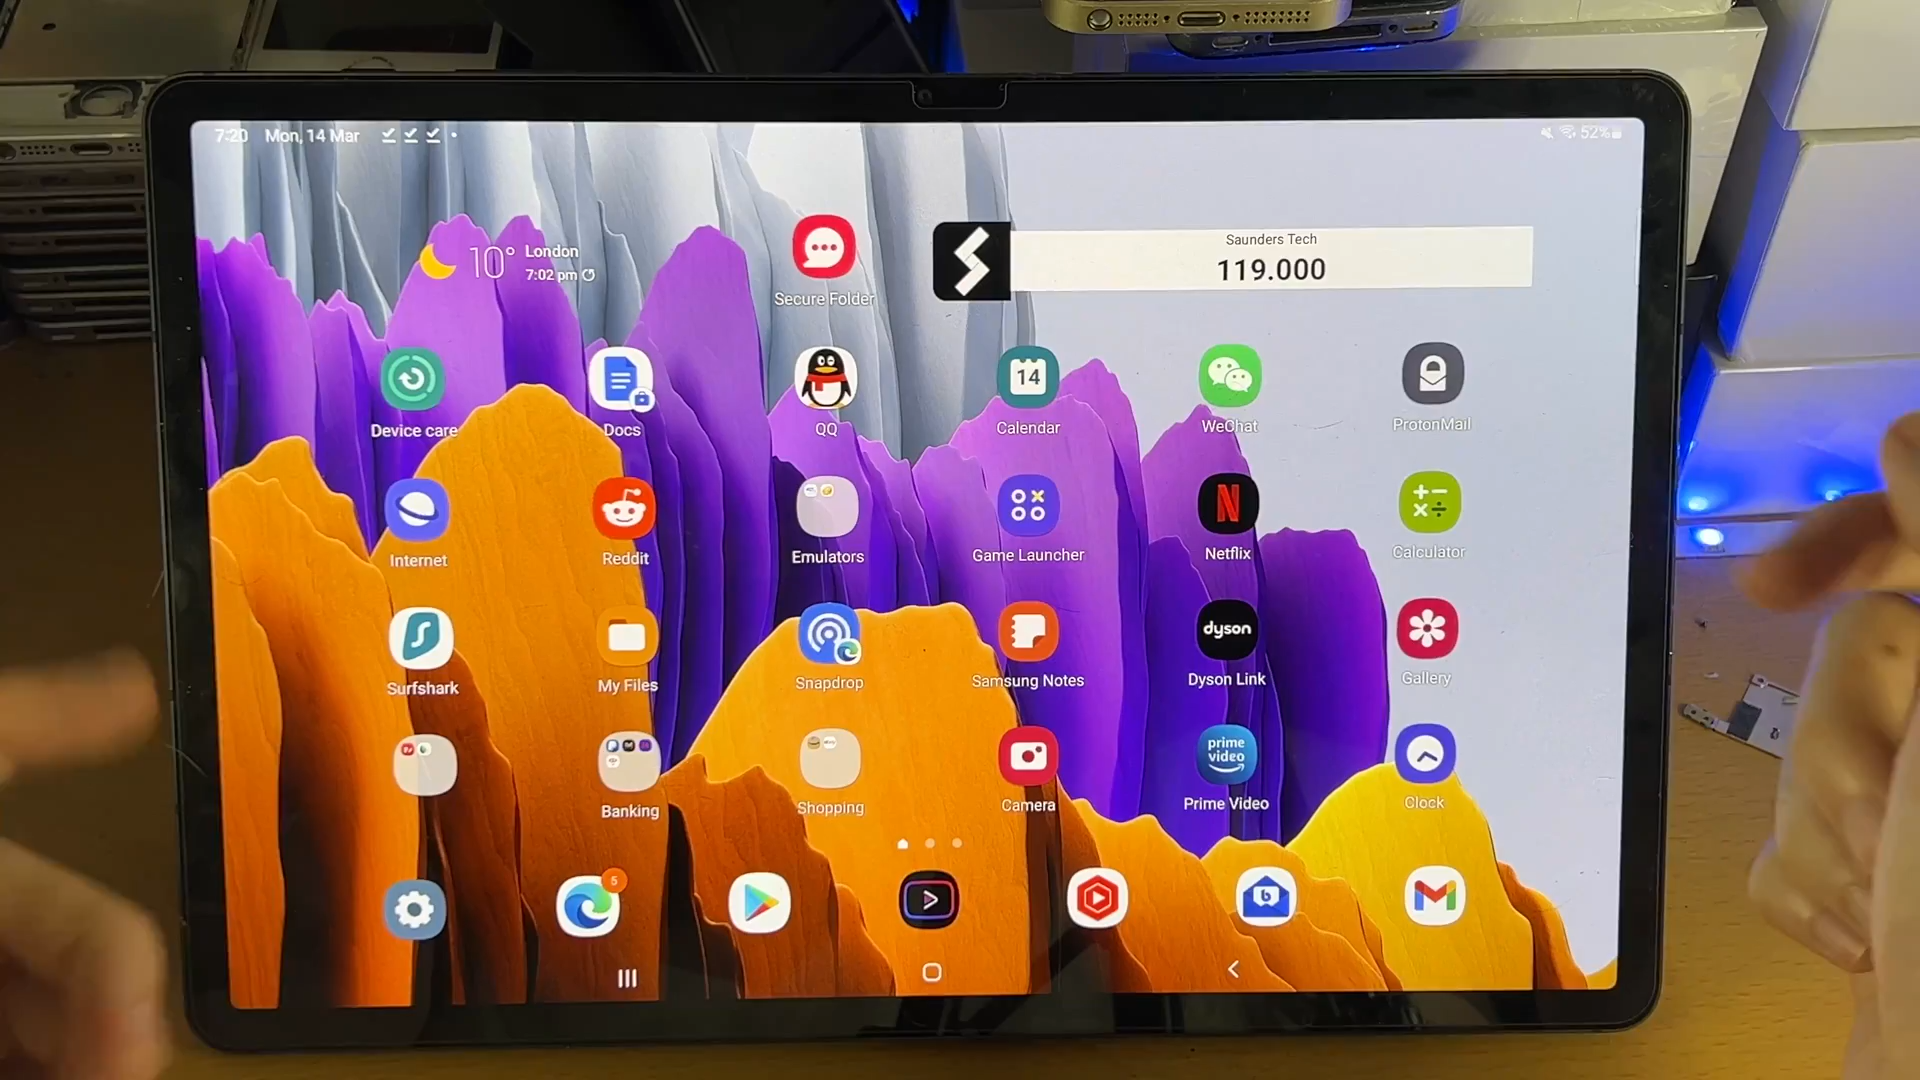 7:20 Mon, 14 Mar
52%
10° London
7:02 pm
Secure Folder
Saunders Tech
119.000
Device care
Docs
QQ
14
Calendar
WeChat
ProtonMail
Internet
Reddit
Emulators
Game Launcher
N
Netflix
Calculator
Surfshark
My Files
Snapdrop
Samsung Notes
dyson
Dyson Link
Gallery
Banking
Shopping
Camera
prime
video
Prime Video
Clock
5